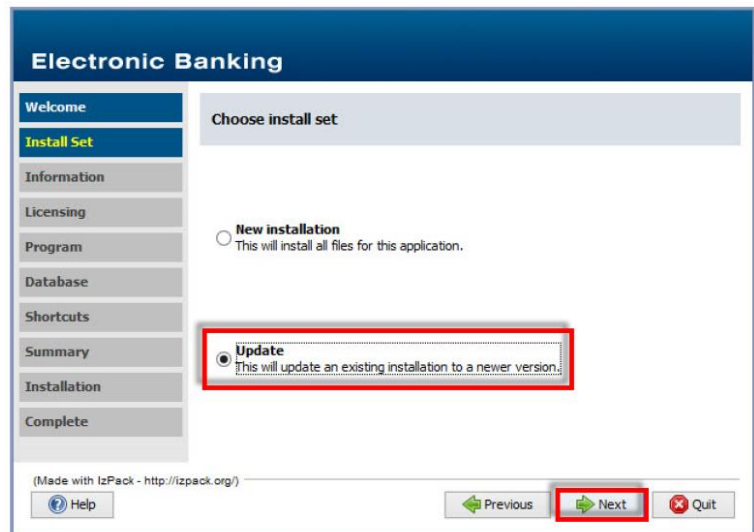 Electronic Banking
Welcome
Install Set
Information
Licensing
Program
Database
Shortcuts
Summary
Installation
Complete
Choose install set
New installation
This will install all files for this application.
Update
This will update an existing installation to a newer version.
(Made with IzPack - http://izpack.org/)
Help
Previous
Next
Quit